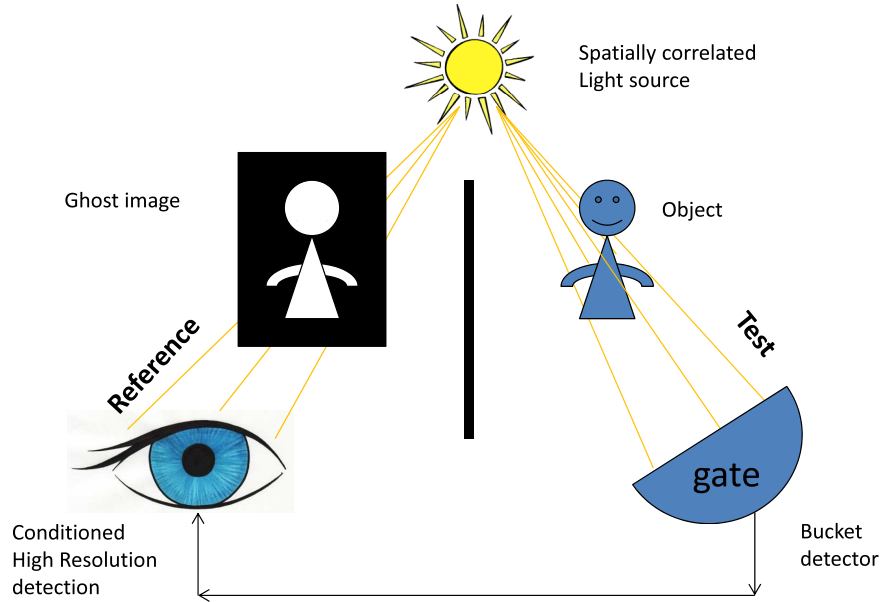 Spatially correlated
Light source
Ghost image
Object
Reference
Test
gate
Conditioned
High Resolution
detection
Bucket
detector